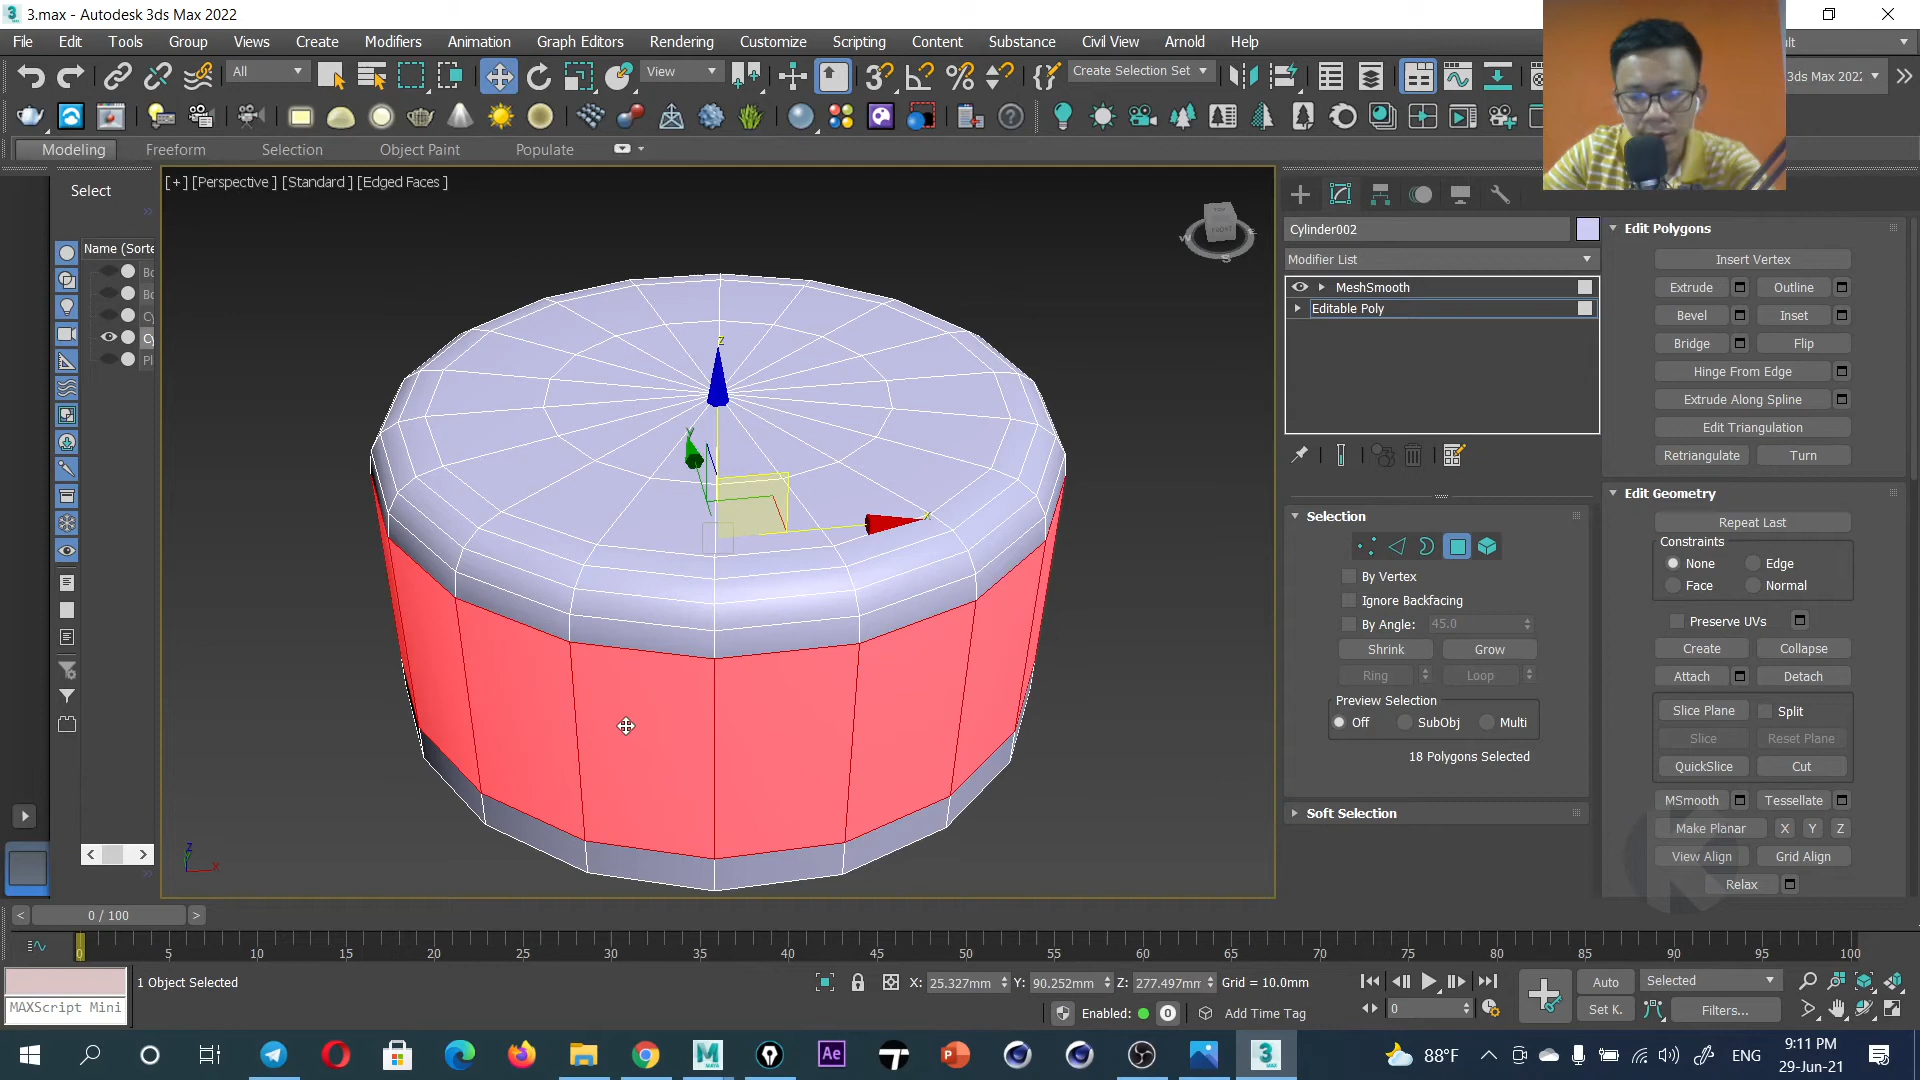 3.max - Autodesk 3ds Max 2022
File Edit Tools Group Views Create Modifiers Animation Graph Editors Rendering Customize Scripting Content Substance Civil View Arnold Help
All
View
Create Selection Set
3ds Max 202
Modeling Freeform Selection Object Paint Populate
Select
Name (Sorte
[+] [Perspective ] [Standard ] [Edged Faces ]
TOP
FRONT
W
S
z
y
x
Cylinder002
Modifier List
MeshSmooth
Editable Poly
Selection
By Vertex
Ignore Backfacing
By Angle: 45.0
Shrink Grow
Ring Loop
Preview Selection
Off SubObj Multi
18 Polygons Selected
Soft Selection
Edit Polygons
Insert Vertex
Extrude Outline
Bevel Inset
Bridge Flip
Hinge From Edge
Extrude Along Spline
Edit Triangulation
Retriangulate Turn
Edit Geometry
Repeat Last
Constraints
None Edge
Face Normal
Preserve UVs
Create Collapse
Attach Detach
Slice Plane Split
Slice Reset Plane
QuickSlice Cut
MSmooth Tessellate
Make Planar X Y Z
View Align Grid Align
Relax
0 / 100
0 5 10 15 20 25 30 35 40 45 50 55 60 65 70 75 80 85 90 95 100
MAXScript Mini
1 Object Selected
X: 25.327mm Y: 90.252mm Z: 277.497mm Grid = 10.0mm
Enabled: 0 Add Time Tag
0
Auto Selected
Set K. Filters...
Ae
88°F
ENG
9:11 PM
29-Jun-21